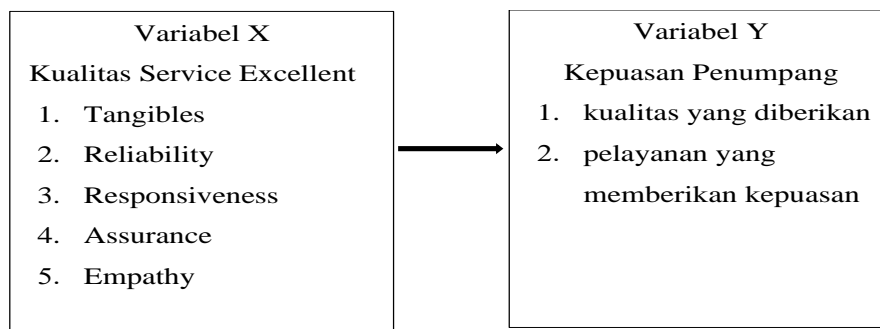 Variabel X
Kualitas Service Excellent
1. Tangibles
2. Reliability
3. Responsiveness
4. Assurance
5. Empathy
Variabel Y
Kepuasan Penumpang
1. kualitas yang diberikan
2. pelayanan yang
memberikan kepuasan